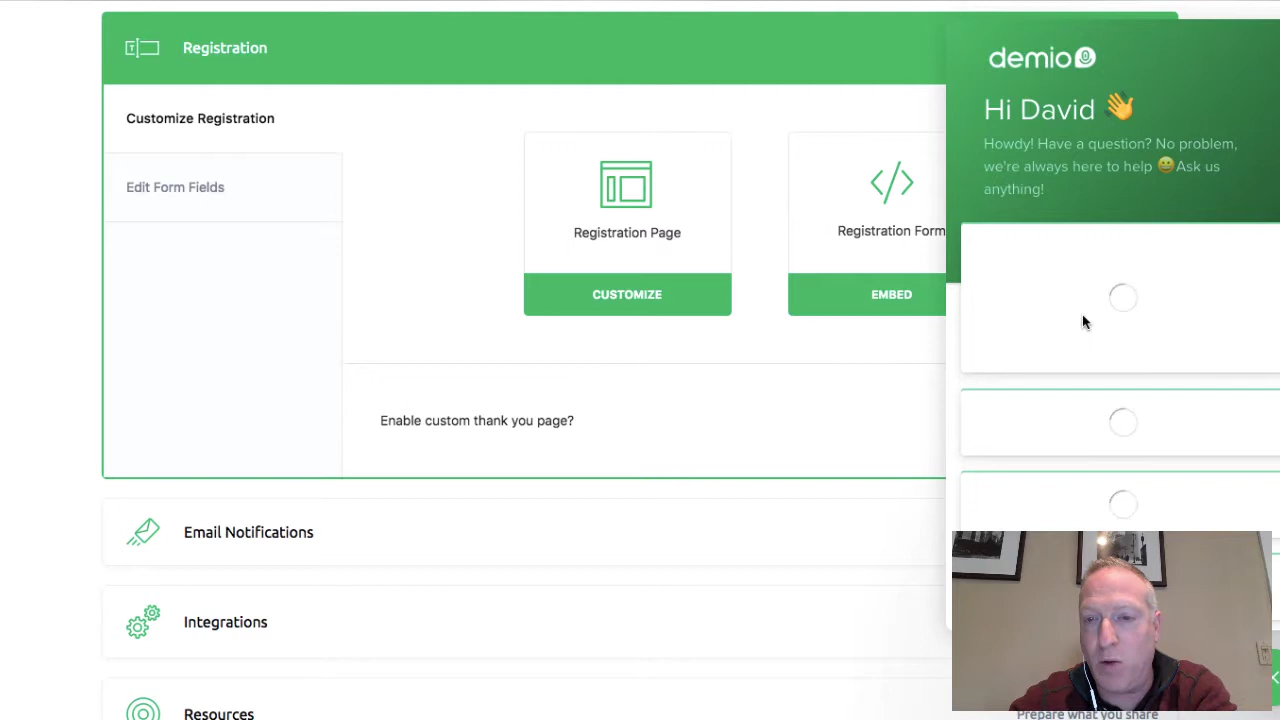 Registration
Customize Registration
Edit Form Fields
Registration Page
CUSTOMIZE
Registration Form
EMBED
Enable custom thank you page?
Email Notifications
Integrations
Resources
demio
Hi David 👋
Howdy! Have a question? No problem,
we're always here to help 😀Ask us
anything!
Prepare what you share